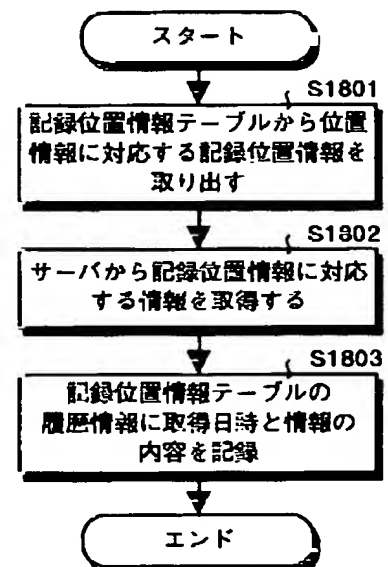 スタート
S1801
記録位置情報テーブルから位置
情報に対応する記録位置情報を
取り出す
S1802
サーバから記録位置情報に対応
する情報を取得する
S1803
記録位置情報テーブルの
履歴情報に取得日時と情報の
内容を記録
エンド